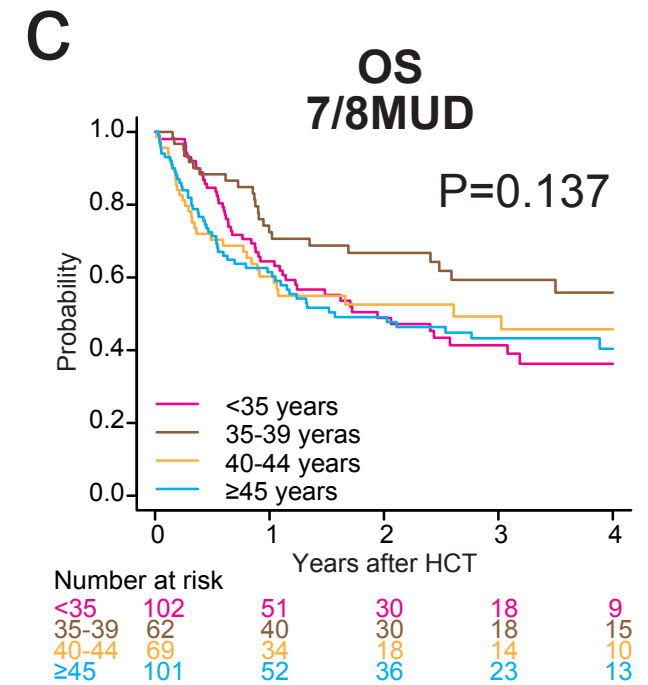 C
OS
7/8MUD
P=0.137
Probability
1.0
0.8
0.6
0.4
0.2
0.0
<35 years
35-39 yeras
40-44 years
≥45 years
0 1 2 3 4
Years after HCT
Number at risk
<35 102 51 30 18 9
35-39 62 40 30 18 15
40-44 69 34 18 14 10
≥45 101 52 36 23 13